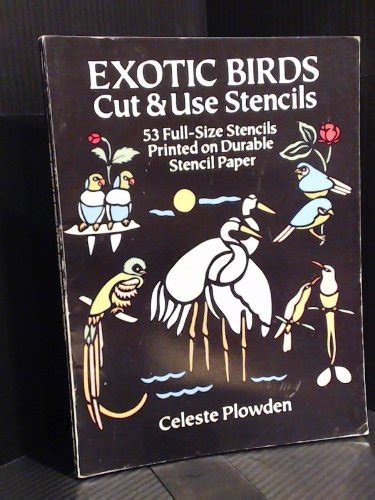 EXOTIC BIRDS
Cut & Use Stencils
53 Full-Size Stencils
Printed on Durable
Stencil Paper
Celeste Plowden